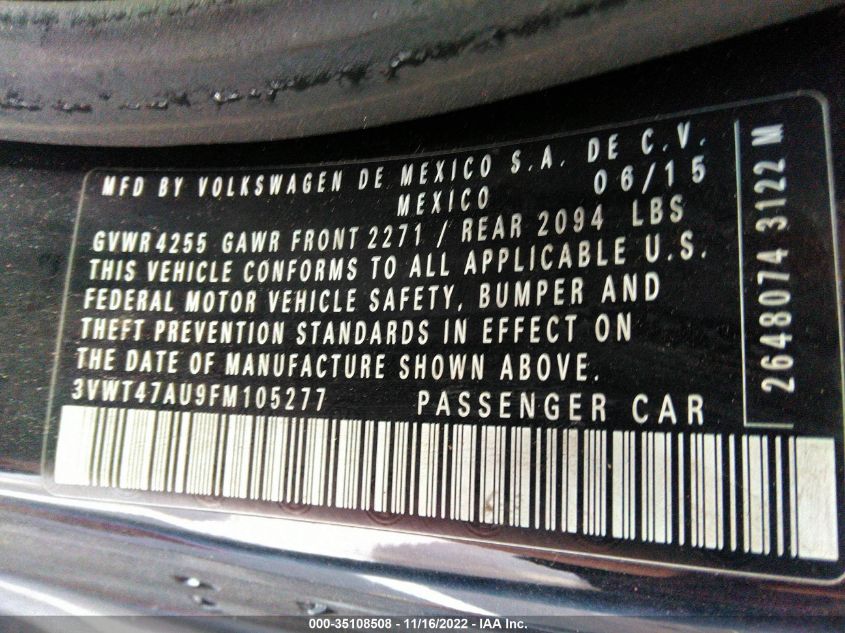 MFD BY VOLKSWAGEN DE MEXICO S.A. DE C.V.
MEXICO 06/15
GVWR 4255 GAWR FRONT 2271 / REAR 2094 LBS
THIS VEHICLE CONFORMS TO ALL APPLICABLE U.S.
FEDERAL MOTOR VEHICLE SAFETY, BUMPER AND
THEFT PREVENTION STANDARDS IN EFFECT ON
THE DATE OF MANUFACTURE SHOWN ABOVE.
3VWT47AU9FM105277 PASSENGER CAR
2648074 3122 M
000-35108508 - 11/16/2022 - IAA Inc.